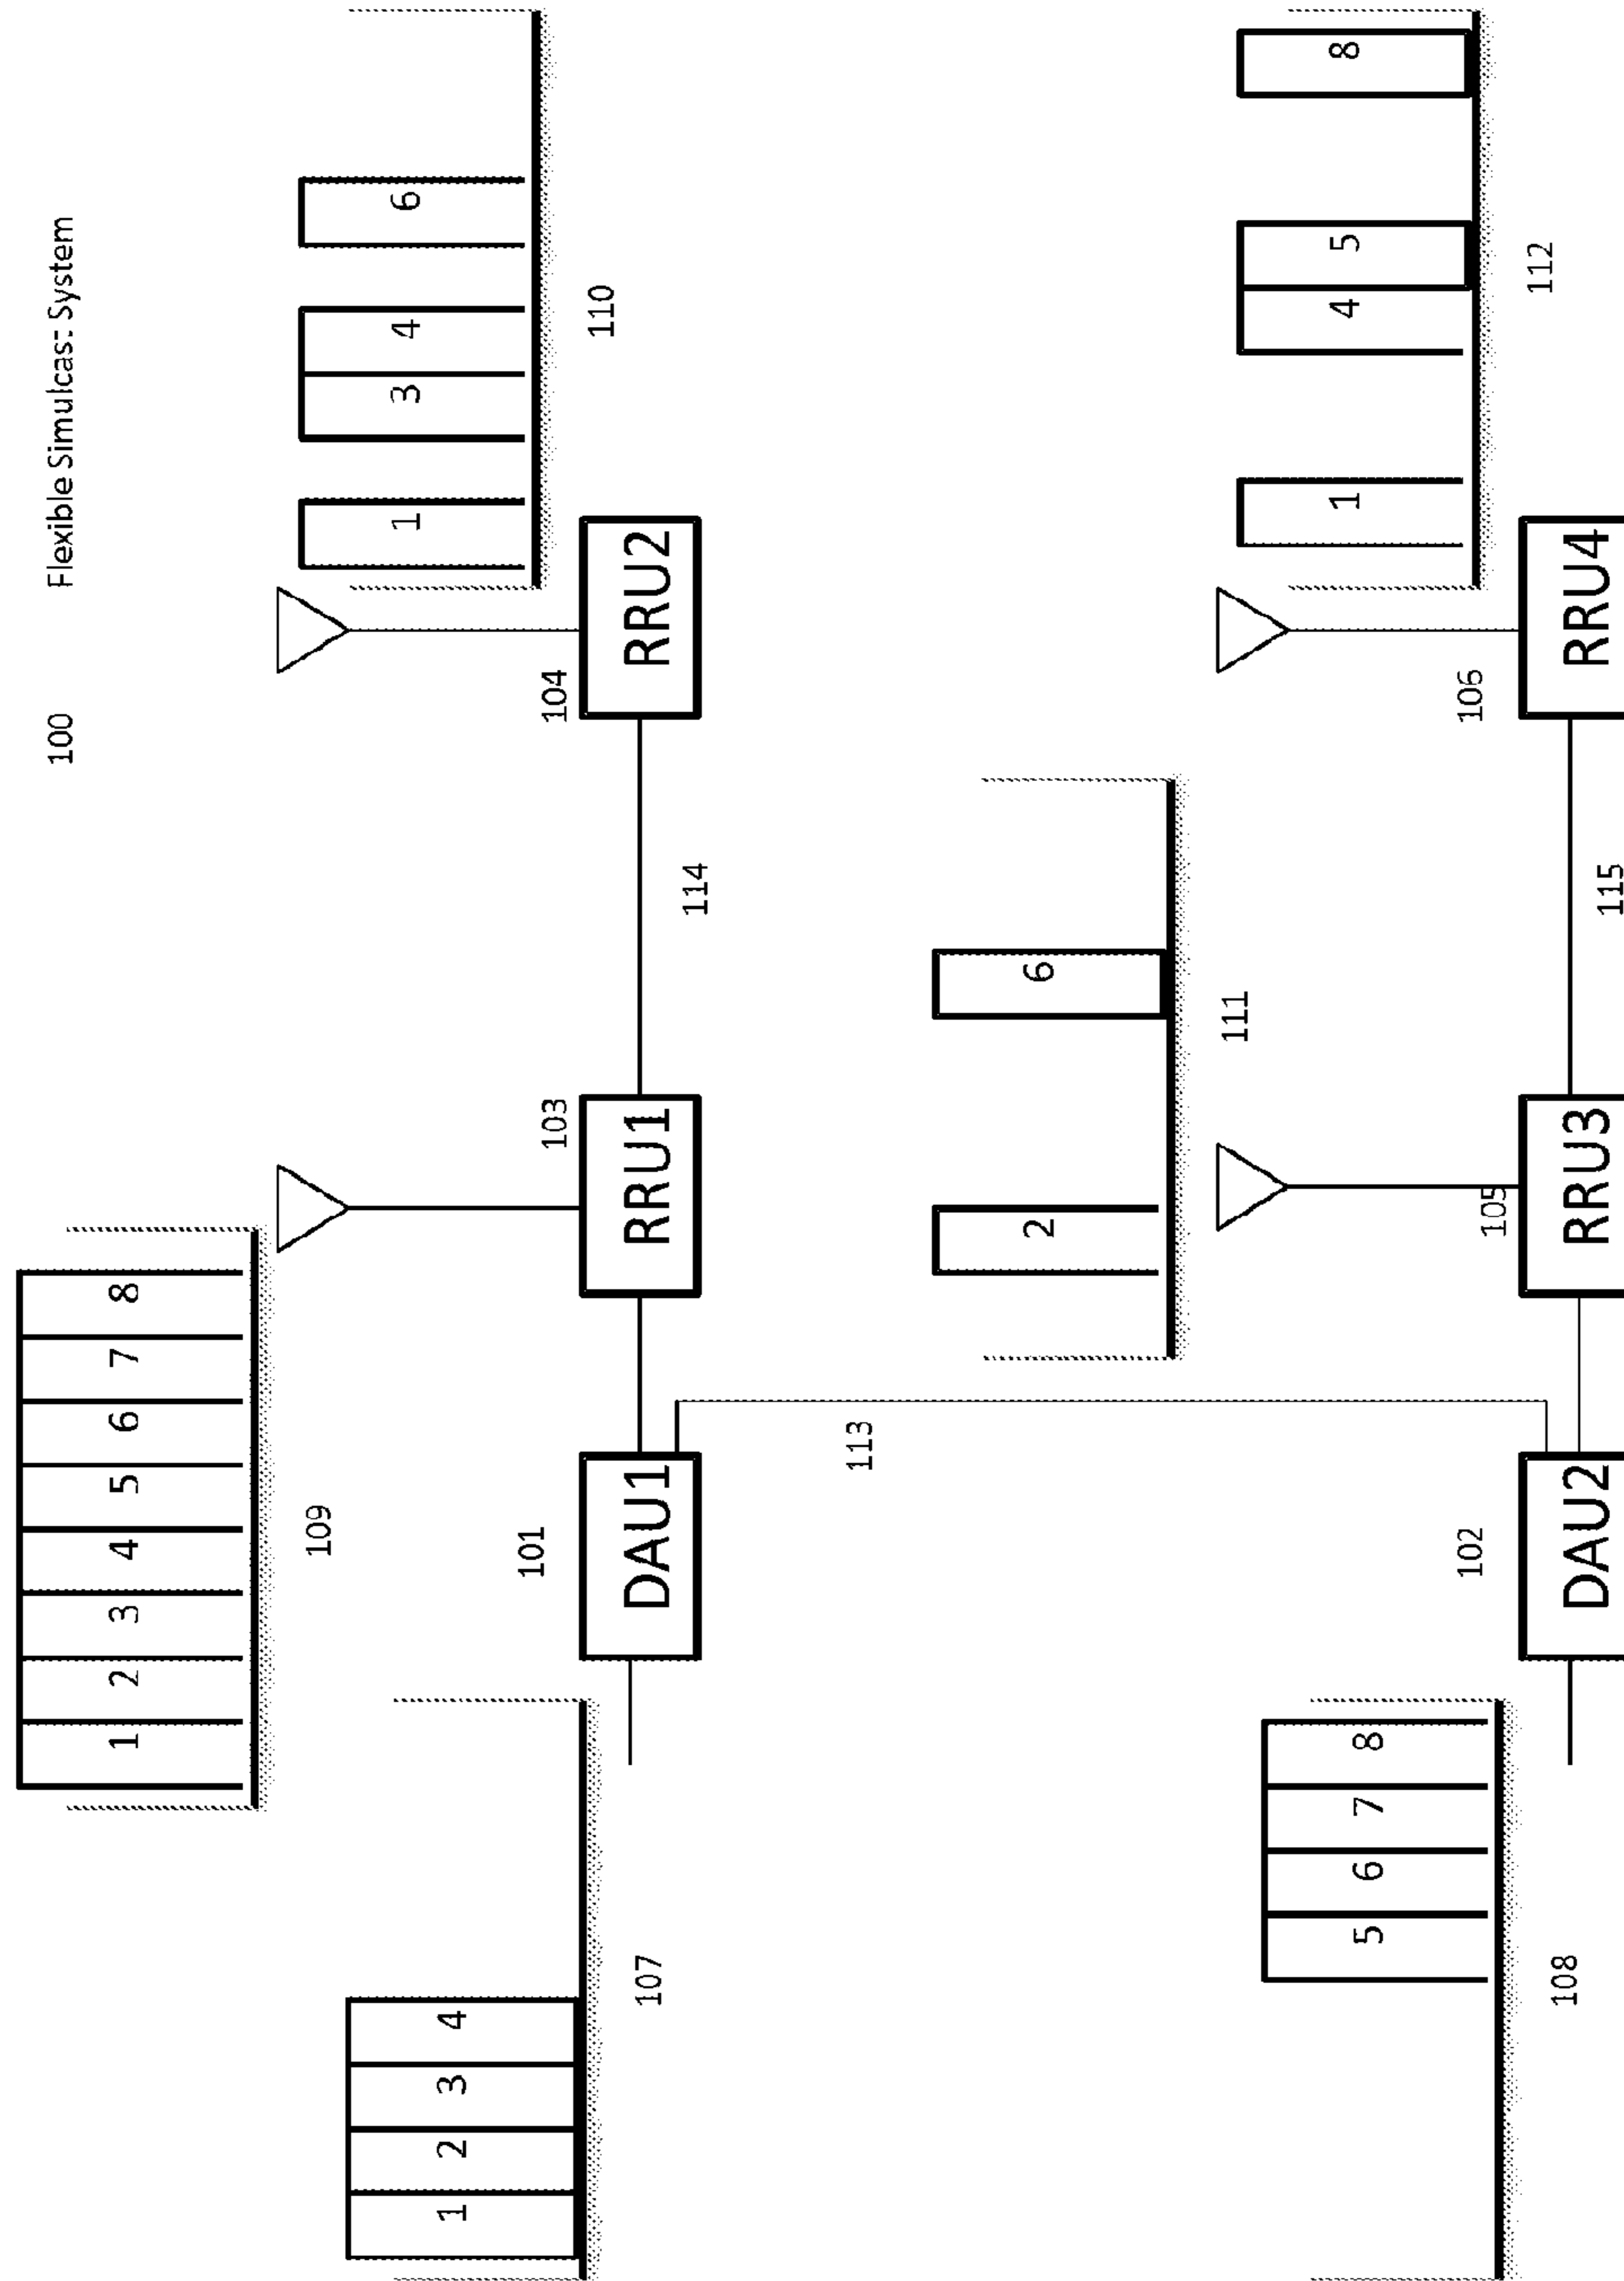 100 Flexible Simulcast System
1 2 3 4 5 6 7 8
109
1 3 4 6
110
1 2 3 4
107
101
103
104
DAU1
RRU1
RRU2
114
113
2 6
111
1 4 5 8
112
5 6 7 8
108
102
105
106
DAU2
RRU3
RRU4
115